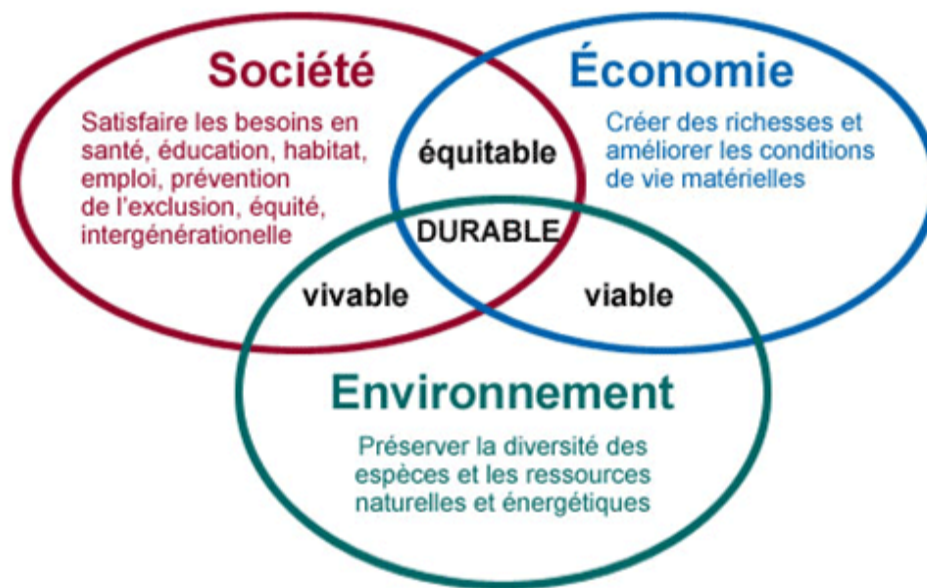 Société
Satisfaire les besoins en
santé, éducation, habitat,
emploi, prévention
de l'exclusion, équité,
intergénérationelle
Économie
Créer des richesses et
améliorer les conditions
de vie matérielles
équitable
DURABLE
vivable
viable
Environnement
Préserver la diversité des
espèces et les ressources
naturelles et énergétiques